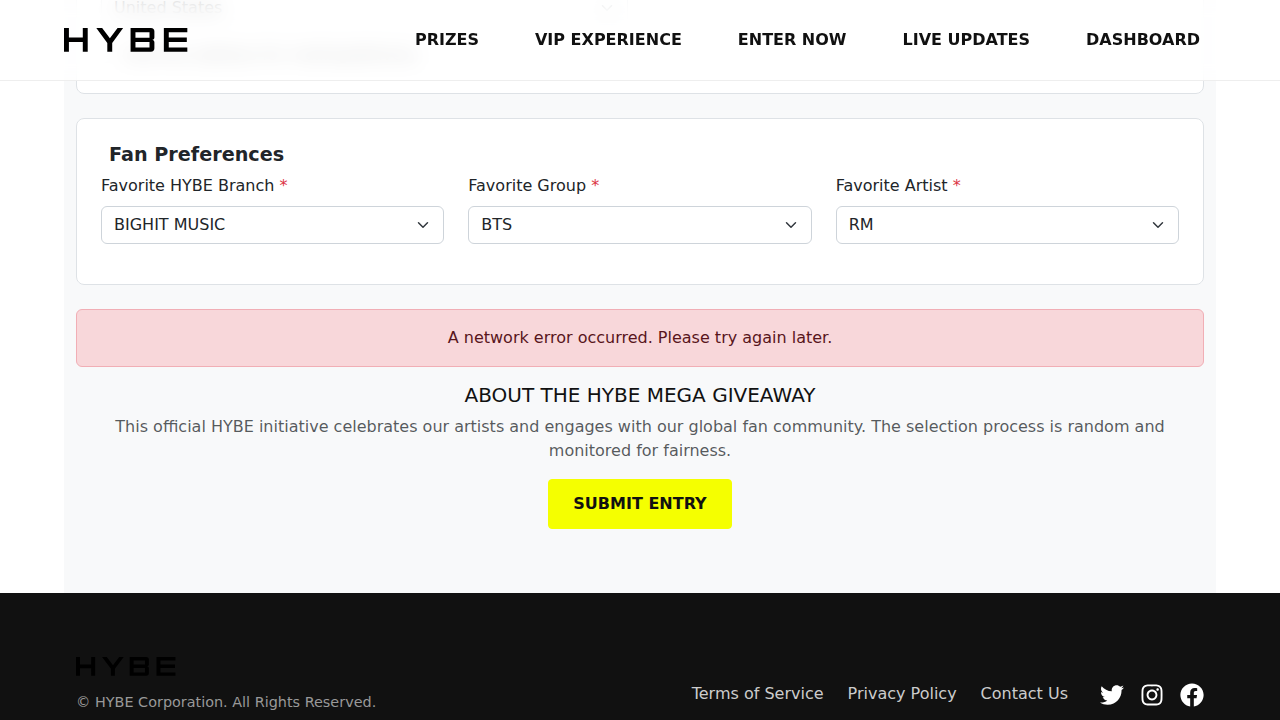 United States
HYBE
PRIZES
VIP EXPERIENCE
ENTER NOW
LIVE UPDATES
DASHBOARD
Fan Preferences
Favorite HYBE Branch *
Favorite Group *
Favorite Artist *
BIGHIT MUSIC
BTS
RM
A network error occurred. Please try again later.
ABOUT THE HYBE MEGA GIVEAWAY
This official HYBE initiative celebrates our artists and engages with our global fan community. The selection process is random and
monitored for fairness.
SUBMIT ENTRY
HYBE
© HYBE Corporation. All Rights Reserved.
Terms of Service
Privacy Policy
Contact Us